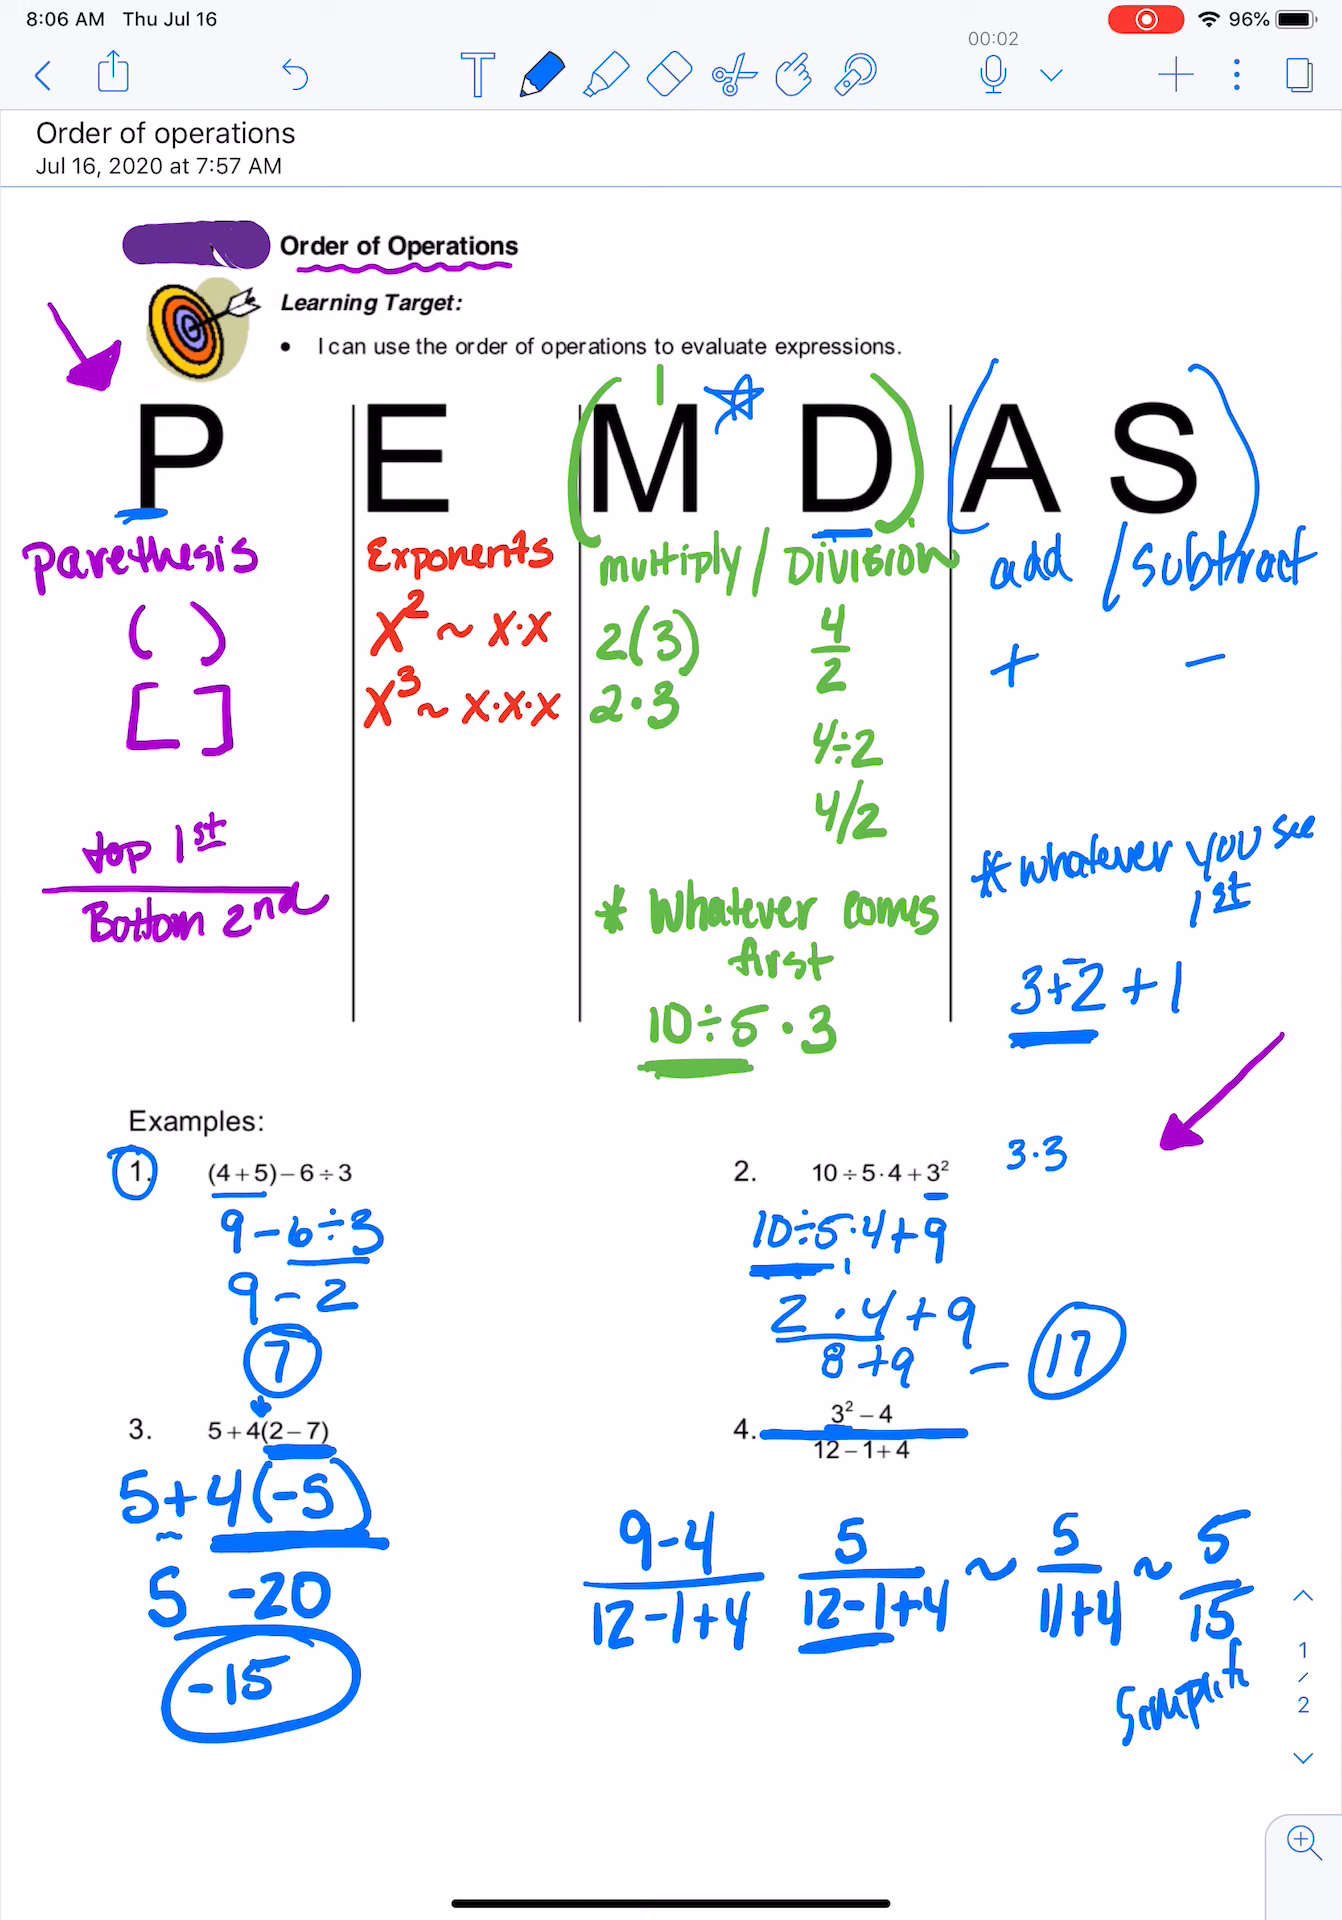 8:06 AM Thu Jul 16
96%
00:02
T
Order of operations
Jul 16, 2020 at 7:57 AM
Order of Operations
Learning Target:
• I can use the order of operations to evaluate expressions.
P E M D A S
parethesis
( )
[ ]
top 1st
Bottom 2nd
Exponents
x² ~ x·x
x³ ~ x·x·x
multiply / Division
2(3)
2·3
4/2
4÷2
4/2
* Whatever comes
first
10÷5·3
add / subtract
+ −
* whatever you see
1st
3+-2+1
Examples:
1. (4+5)−6÷3
9−6÷3
9−2
7
2. 10÷5·4+3²
3·3
10÷5·4+9
2·4+9
8+9 − 17
3. 5+4(2−7)
5+4(-5)
5 -20
-15
4. 3²−4
12−1+4
9-4 5 ~ 5 ~ 5
12-1+4 12-1+4 11+4 15
1
/
2